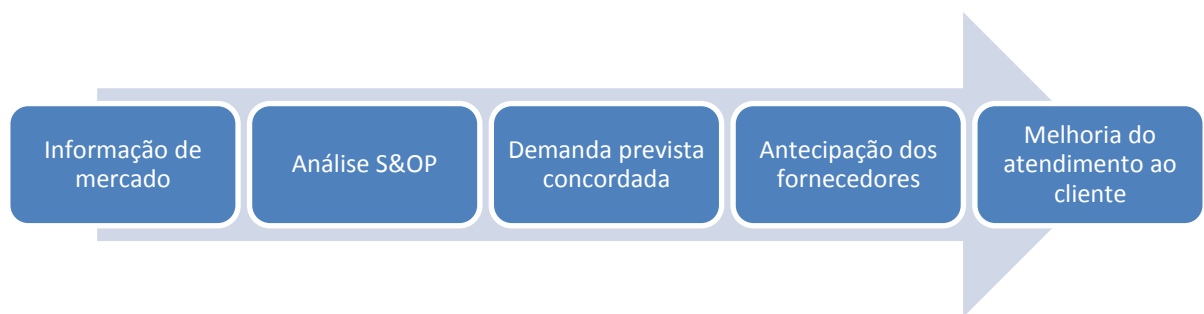 Informação de
mercado
Análise S&OP
Demanda prevista
concordada
Antecipação dos
fornecedores
Melhoria do
atendimento ao
cliente